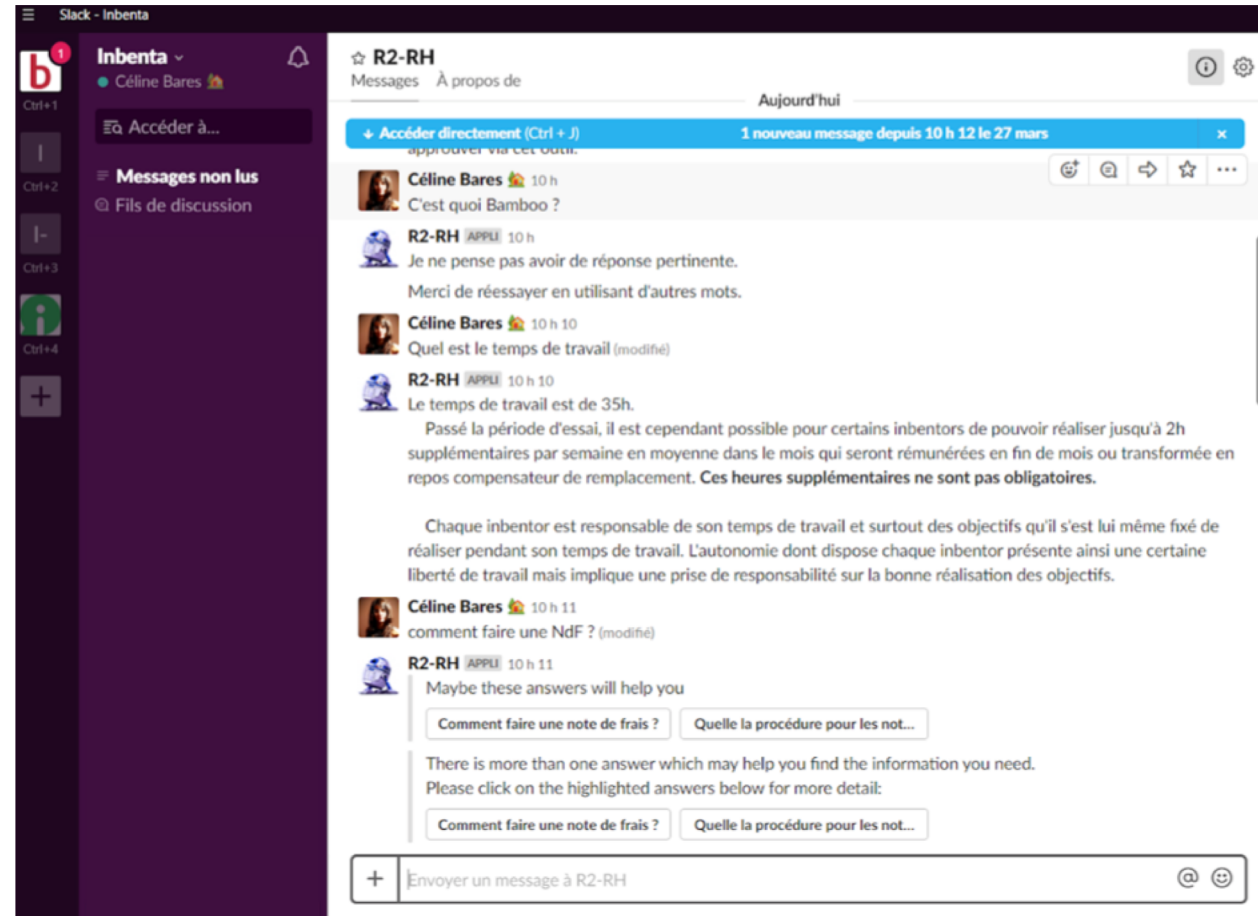 Slack - Inbenta
b
1
Ctrl+1
I
Ctrl+2
I-
Ctrl+3
Ctrl+4
+
Inbenta
Céline Bares
Accéder à...
Messages non lus
Fils de discussion
R2-RH
Messages À propos de
Aujourd'hui
↓ Accéder directement (Ctrl + J) 1 nouveau message depuis 10 h 12 le 27 mars ×
approuver via cet outil.
Céline Bares 10 h
C'est quoi Bamboo ?
R2-RH APPLI 10 h
Je ne pense pas avoir de réponse pertinente.
Merci de réessayer en utilisant d'autres mots.
Céline Bares 10 h 10
Quel est le temps de travail (modifié)
R2-RH APPLI 10 h 10
Le temps de travail est de 35h.
Passé la période d'essai, il est cependant possible pour certains inbentors de pouvoir réaliser jusqu'à 2h
supplémentaires par semaine en moyenne dans le mois qui seront rémunérées en fin de mois ou transformée en
repos compensateur de remplacement. Ces heures supplémentaires ne sont pas obligatoires.
Chaque inbentor est responsable de son temps de travail et surtout des objectifs qu'il s'est lui même fixé de
réaliser pendant son temps de travail. L'autonomie dont dispose chaque inbentor présente ainsi une certaine
liberté de travail mais implique une prise de responsabilité sur la bonne réalisation des objectifs.
Céline Bares 10 h 11
comment faire une NdF ? (modifié)
R2-RH APPLI 10 h 11
Maybe these answers will help you
Comment faire une note de frais ? Quelle la procédure pour les not...
There is more than one answer which may help you find the information you need.
Please click on the highlighted answers below for more detail:
Comment faire une note de frais ? Quelle la procédure pour les not...
+ Envoyer un message à R2-RH @